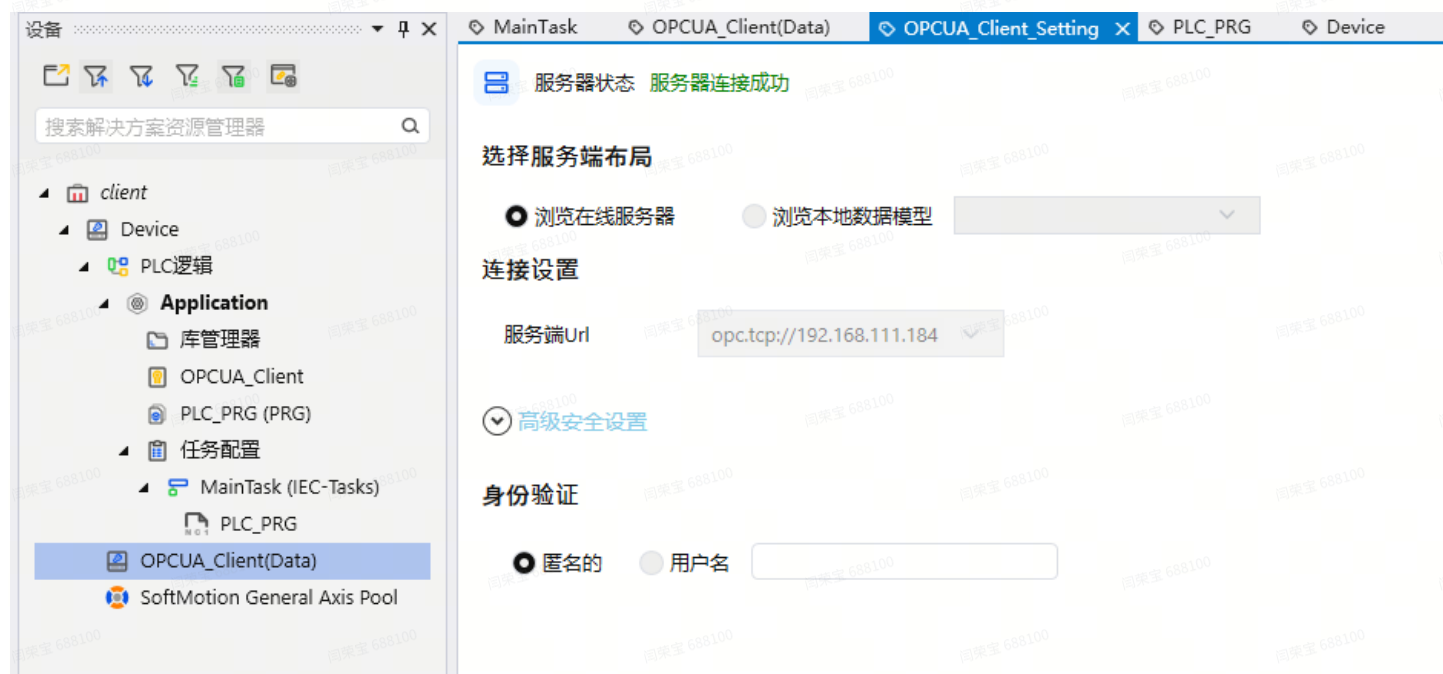 设备
MainTask
OPCUA_Client(Data)
OPCUA_Client_Setting
PLC_PRG
Device
搜索解决方案资源管理器
client
Device
PLC逻辑
Application
库管理器
OPCUA_Client
PLC_PRG (PRG)
任务配置
MainTask (IEC-Tasks)
PLC_PRG
OPCUA_Client(Data)
SoftMotion General Axis Pool
服务器状态 服务器连接成功
选择服务端布局
浏览在线服务器 浏览本地数据模型
连接设置
服务端Url opc.tcp://192.168.111.184
高级安全设置
身份验证
匿名的 用户名
闫荣宝 688100